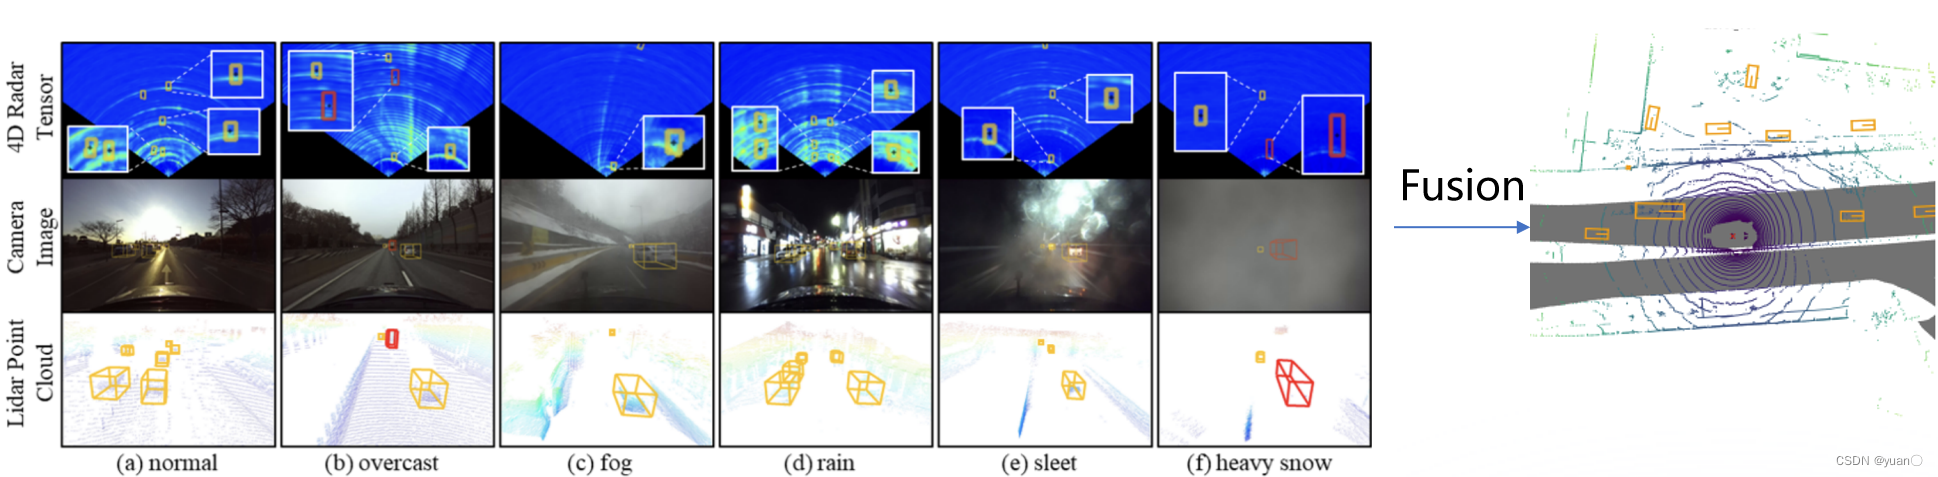 4D Radar
Tensor
Camera
Image
Lidar Point
Cloud
(a) normal
(b) overcast
(c) fog
(d) rain
(e) sleet
(f) heavy snow
Fusion
CSDN @yuan〇